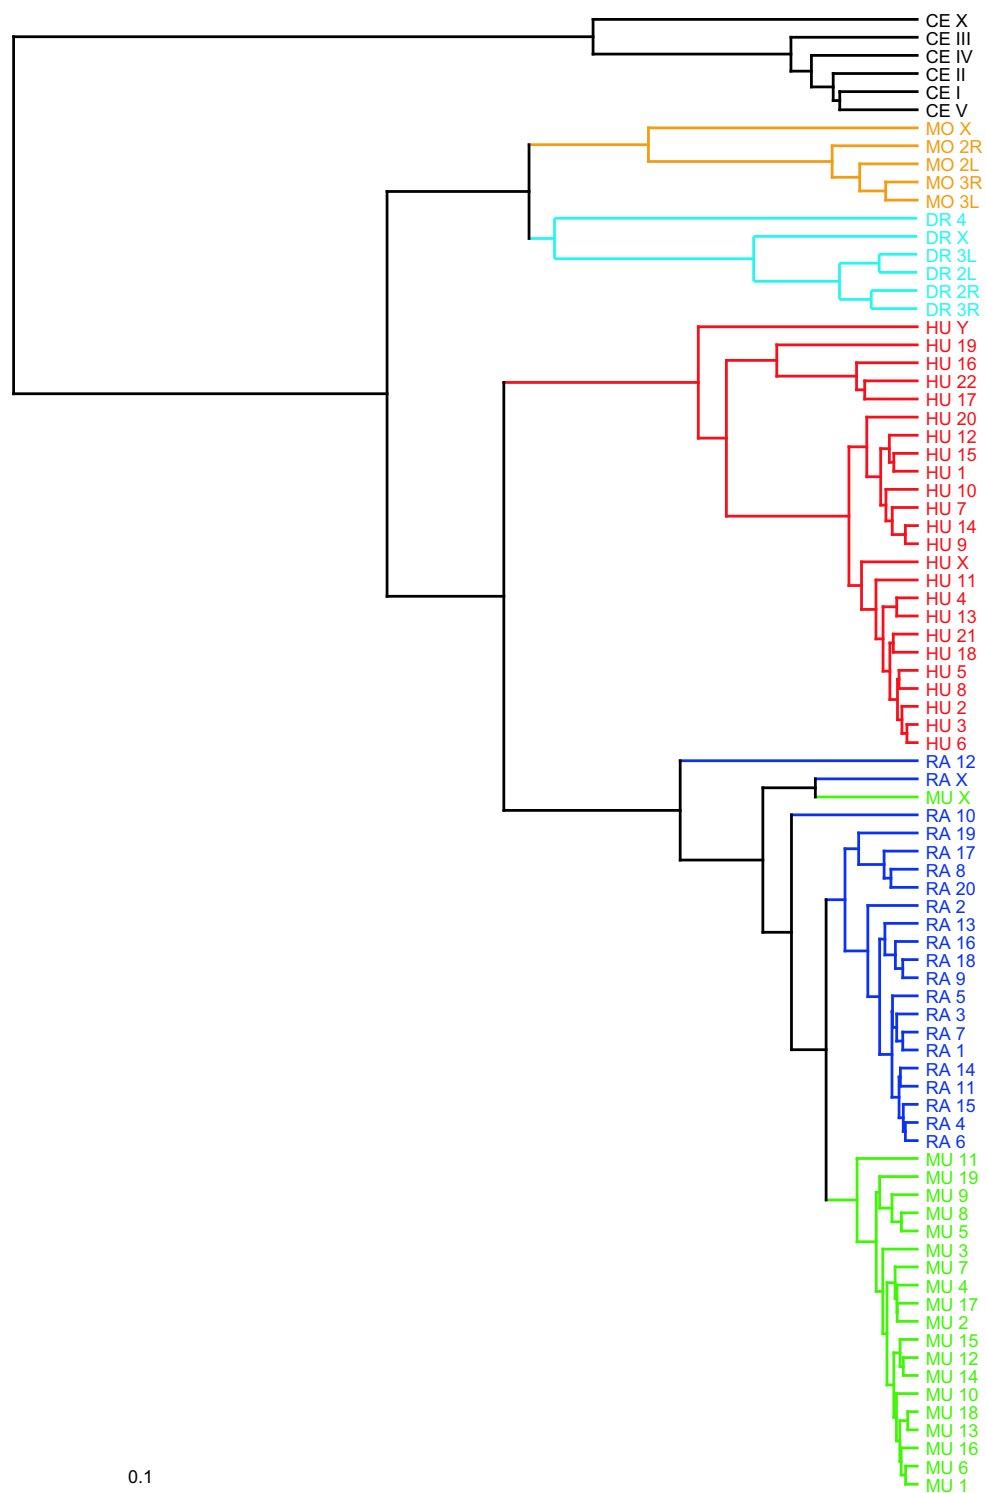 CE X
CE III
CE IV
CE II
CE I
CE V
MO X
MO 2R
MO 2L
MO 3R
MO 3L
DR 4
DR X
DR 3L
DR 2L
DR 2R
DR 3R
HU Y
HU 19
HU 16
HU 22
HU 17
HU 20
HU 12
HU 15
HU 1
HU 10
HU 7
HU 14
HU 9
HU X
HU 11
HU 4
HU 13
HU 21
HU 18
HU 5
HU 8
HU 2
HU 3
HU 6
RA 12
RA X
MU X
RA 10
RA 19
RA 17
RA 8
RA 20
RA 2
RA 13
RA 16
RA 18
RA 9
RA 5
RA 3
RA 7
RA 1
RA 14
RA 11
RA 15
RA 4
RA 6
MU 11
MU 19
MU 9
MU 8
MU 5
MU 3
MU 7
MU 4
MU 17
MU 2
MU 15
MU 12
MU 14
MU 10
MU 18
MU 13
MU 16
MU 6
MU 1
0.1